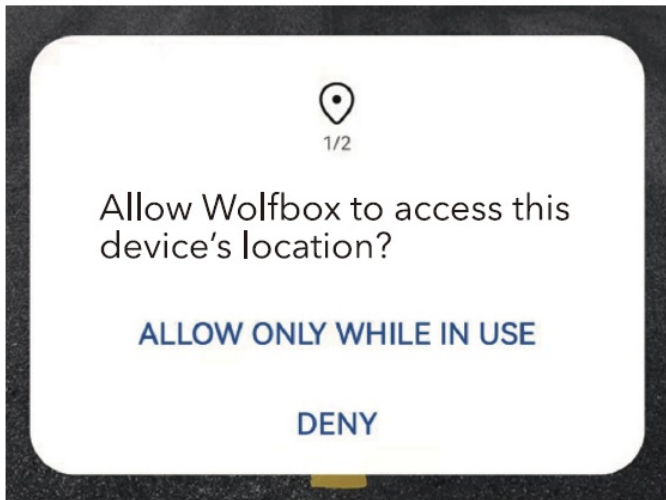 1/2
Allow Wolfbox to access this
device’s location?
ALLOW ONLY WHILE IN USE
DENY